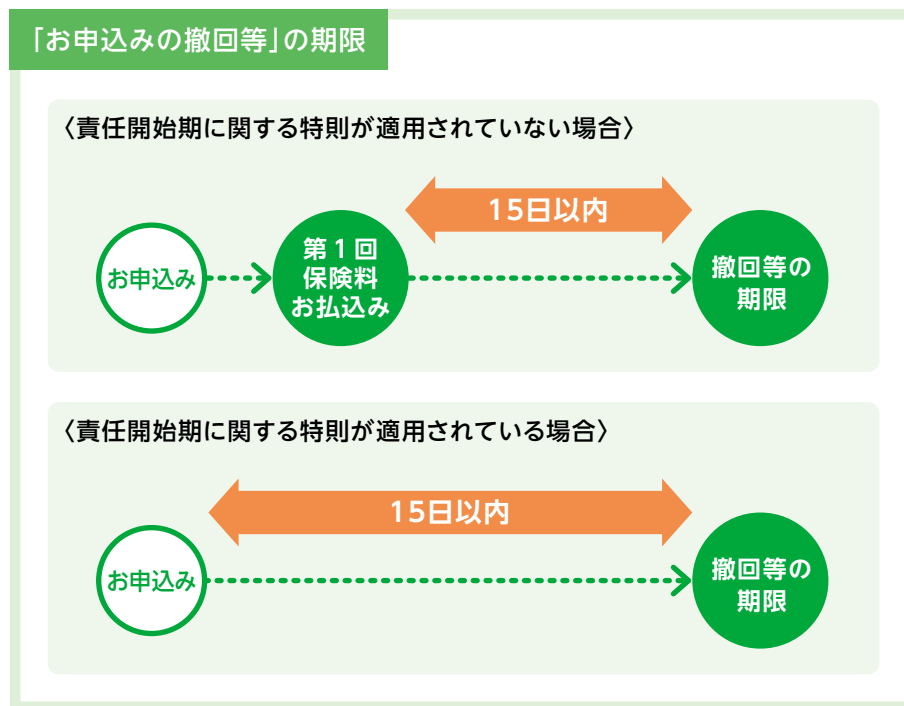 「お申込みの撤回等」の期限
〈責任開始期に関する特則が適用されていない場合〉
15日以内
お申込み
第1回
保険料
お払込み
撤回等の
期限
〈責任開始期に関する特則が適用されている場合〉
15日以内
お申込み
撤回等の
期限